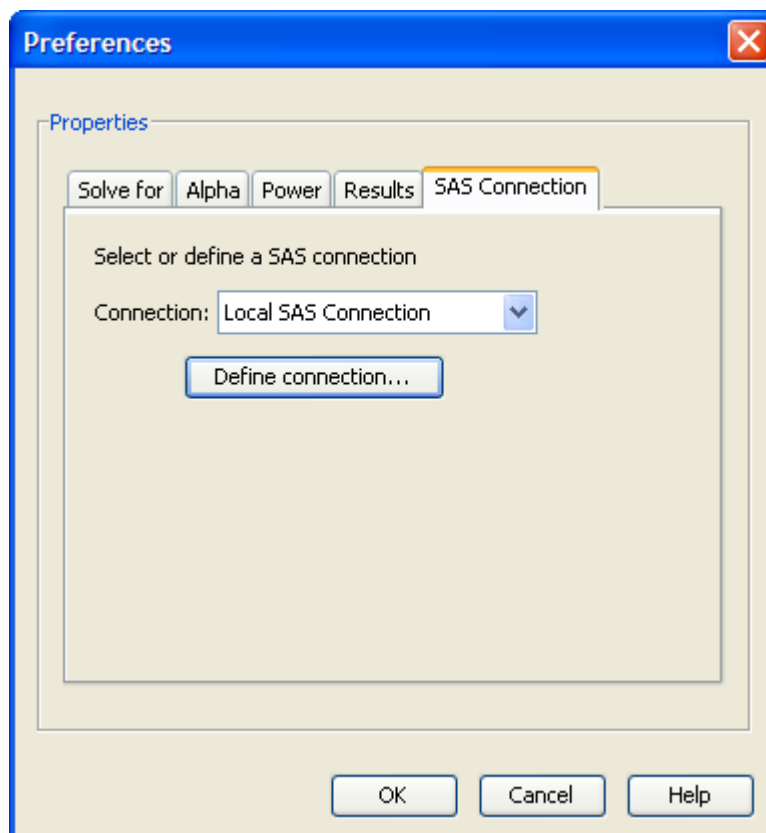 Preferences
Properties
Solve for Alpha Power Results SAS Connection
Select or define a SAS connection
Connection: Local SAS Connection
Define connection...
OK Cancel Help